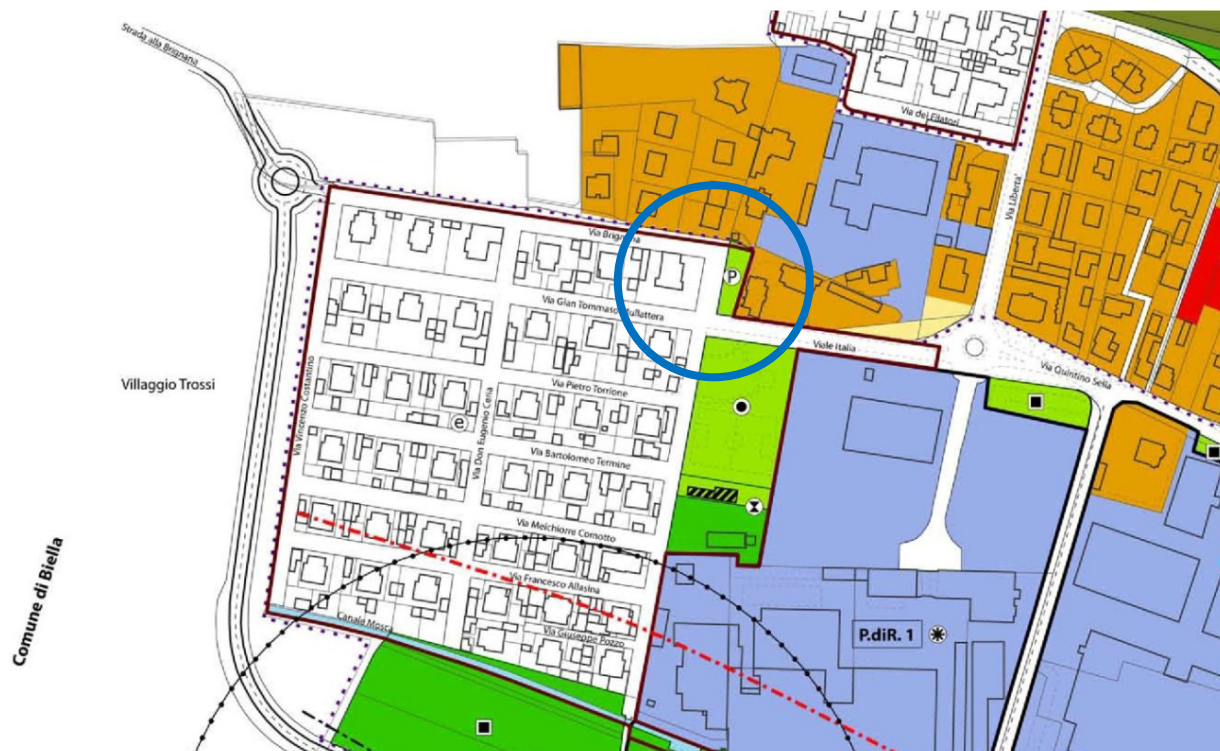 Strada alla Brignana
Via dei Filatori
Via Libertà'
Via Brignana
P
Via Gian Tommaso Mullattera
Viale Italia
Via Quintino Sella
Villaggio Trossi
Via Vincenzo Costantino
Via Pietro Torrione
e
Via Don Eugenio Ceria
Via Bartolomeo Termine
Via Melchiorre Comotto
Via Francesco Allasina
Canale Mosca
Via Giuseppe Pozzo
P.diR. 1
Comune di Biella